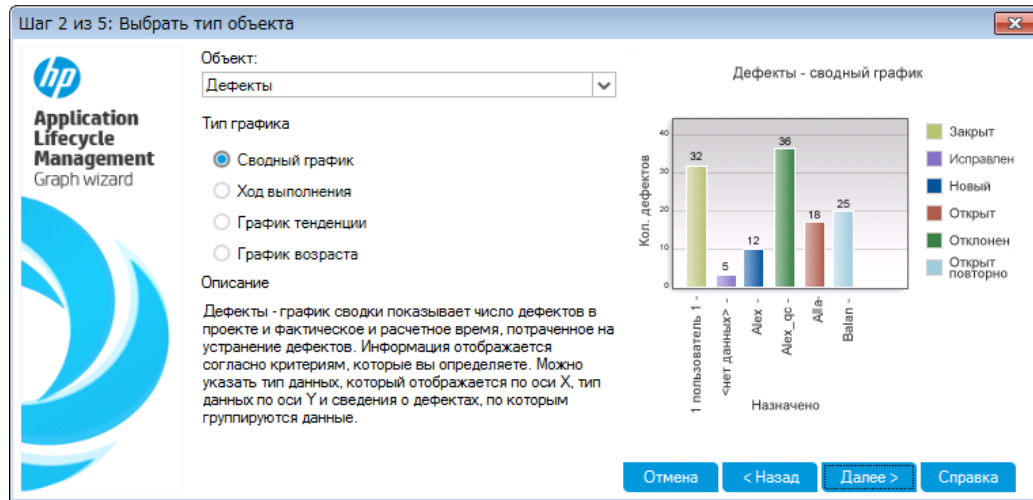 Шаг 2 из 5: Выбрать тип объекта
hp
Application
Lifecycle
Management
Graph wizard
Объект:
Дефекты
Тип графика
Сводный график
Ход выполнения
График тенденции
График возраста
Описание
Дефекты - график сводки показывает число дефектов в
проекте и фактическое и расчетное время, потраченное на
устранение дефектов. Информация отображается
согласно критериям, которые вы определяете. Можно
указать тип данных, который отображается по оси X, тип
данных по оси Y и сведения о дефектах, по которым
группируются данные.
Дефекты - сводный график
Кол. дефектов
40
30
20
10
0
32
5
12
36
18
25
1 пользователь 1 -
<нет данных> -
Alex -
Alex_qc -
Alla-
Balan -
Назначено
Закрыт
Исправлен
Новый
Открыт
Отклонен
Открыт
повторно
Отмена
< Назад
Далее >
Справка